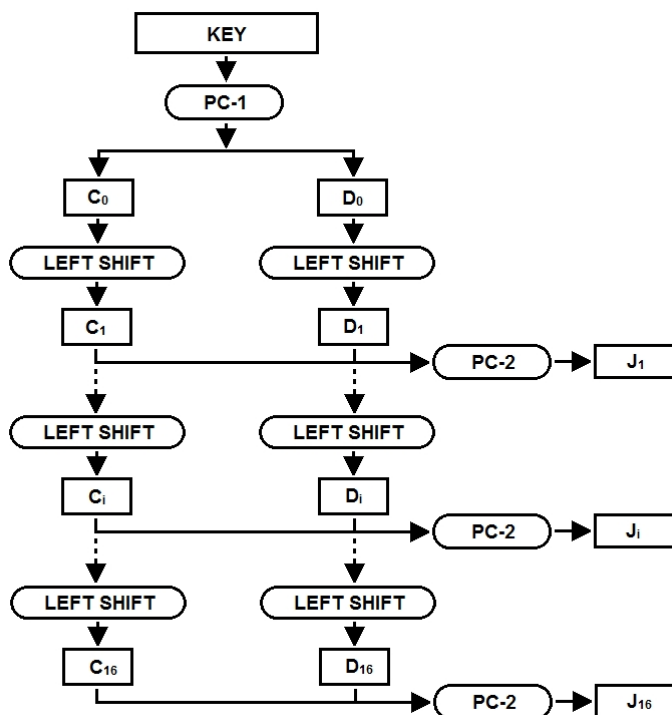 KEY
PC-1
C₀ D₀
LEFT SHIFT LEFT SHIFT
C₁ D₁
PC-2 J₁
LEFT SHIFT LEFT SHIFT
Cᵢ Dᵢ
PC-2 Jᵢ
LEFT SHIFT LEFT SHIFT
C₁₆ D₁₆
PC-2 J₁₆